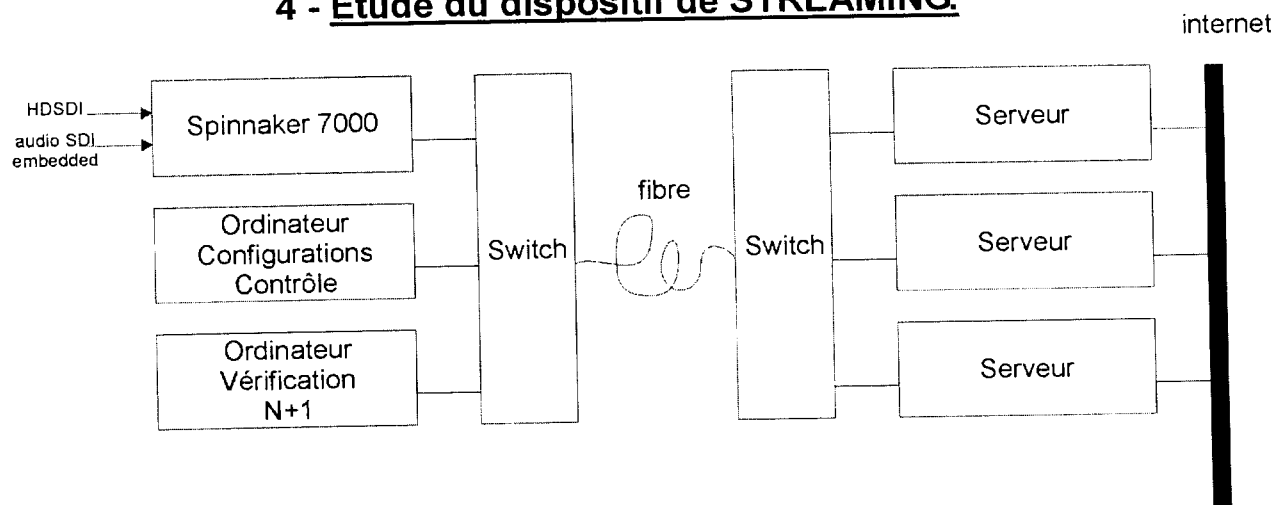 4 - Etude du dispositif de STREAMING.
internet
HDSDI
audio SDI
embedded
Spinnaker 7000
Ordinateur
Configurations
Contrôle
Ordinateur
Vérification
N+1
Switch
fibre
Switch
Serveur
Serveur
Serveur